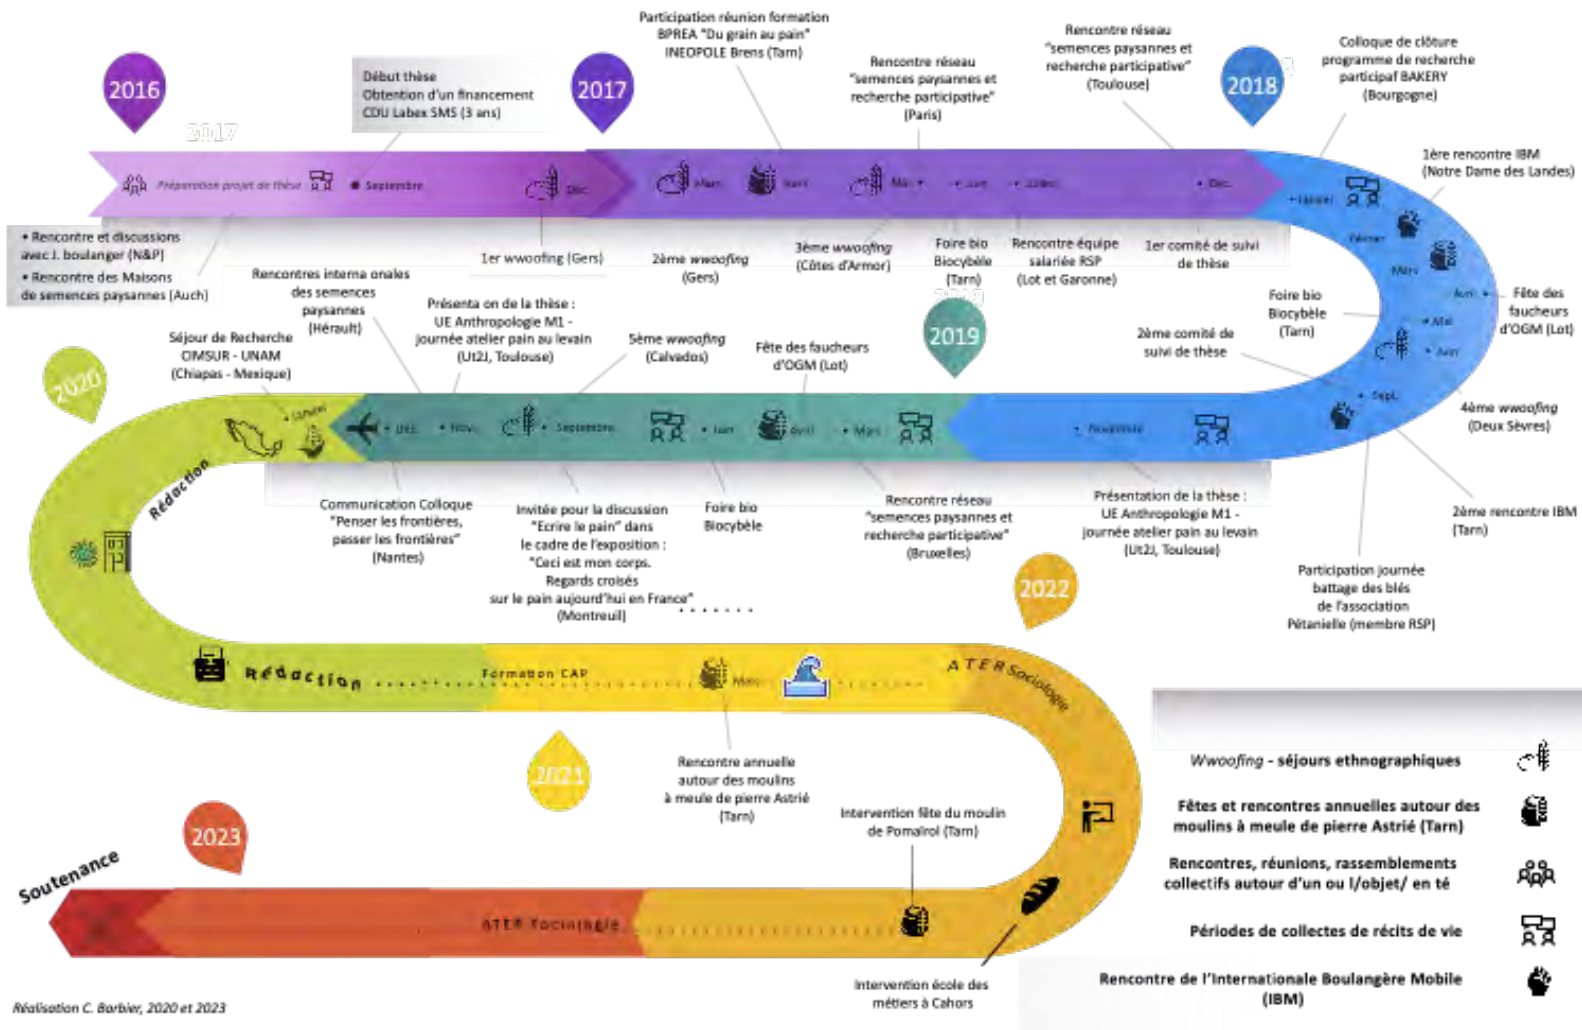 2016
2017
Début thèse
Obtention d'un financement
CDU Labex SMS (3 ans)
2017
Participation réunion formation
BPREA "Du grain au pain"
INEOPOLE Brens (Tarn)
Rencontre réseau
"semences paysannes et
recherche participative"
(Paris)
Rencontre réseau
"semences paysannes et
recherche participative"
(Toulouse)
2018
Colloque de clôture
programme de recherche
participaf BAKERY
(Bourgogne)
1ère rencontre IBM
(Notre Dame des Landes)
Préparation projet de thèse
Septembre
Déc.
Mars
Avril
Mai
Juin
Juillet
Dec.
Janvier
Février
Mars
Avril
Mai
Juin
Sept.
Novembre
• Rencontre et discussions
avec J. boulanger (N&P)
• Rencontre des Maisons
de semences paysannes (Auch)
1er wwoofing (Gers)
2ème wwoofing
(Gers)
3ème wwoofing
(Côtes d'Armor)
Foire bio
Biocybèle
(Tarn)
Rencontre équipe
salariée RSP
(Lot et Garonne)
1er comité de suivi
de thèse
Foire bio
Biocybèle
(Tarn)
Fête des
faucheurs
d'OGM (Lot)
2ème comité de
suivi de thèse
4ème wwoofing
(Deux Sèvres)
2ème rencontre IBM
(Tarn)
Participation journée
battage des blés
de l'association
Pétanielle (membre RSP)
Présentation de la thèse :
UE Anthropologie M1 -
journée atelier pain au levain
(Ut2J, Toulouse)
2019
Rencontres interna onales
des semences
paysannes
(Hérault)
Présenta on de la thèse :
UE Anthropologie M1 -
journée atelier pain au levain
(Ut2J, Toulouse)
5ème wwoofing
(Calvados)
Fête des faucheurs
d'OGM (Lot)
Séjour de Recherche
CIMSUR - UNAM
(Chiapas - Mexique)
2020
Janvier
Déc.
Nov.
Septembre
Juin
Avril
Mars
Communication Colloque
"Penser les frontières,
passer les frontières"
(Nantes)
Invitée pour la discussion
"Ecrire le pain" dans
le cadre de l'exposition :
"Ceci est mon corps.
Regards croisés
sur le pain aujourd'hui en France"
(Montreuil)
Foire bio
Biocybèle
Rencontre réseau
"semences paysannes et
recherche participative"
(Bruxelles)
Rédaction
Rédaction
Formation CAP
Mars
ATER Sociologie
2022
2021
Rencontre annuelle
autour des moulins
à meule de pierre Astrié
(Tarn)
Intervention fête du moulin
de Pomairol (Tarn)
2023
Soutenance
ATER Sociologie
Intervention école des
métiers à Cahors
Wwoofing - séjours ethnographiques
Fêtes et rencontres annuelles autour des
moulins à meule de pierre Astrié (Tarn)
Rencontres, réunions, rassemblements
collectifs autour d'un ou l/objet/ en té
Périodes de collectes de récits de vie
Rencontre de l'Internationale Boulangère Mobile
(IBM)
Réalisation C. Barbier, 2020 et 2023